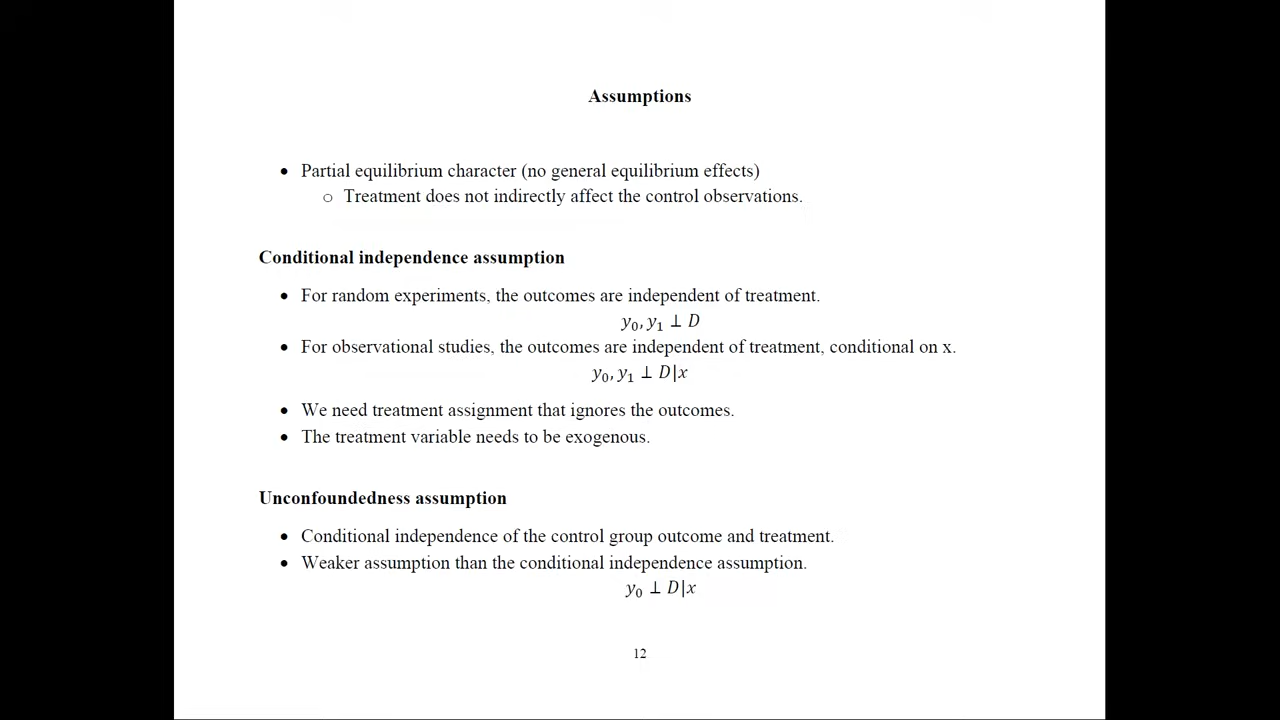 Assumptions
• Partial equilibrium character (no general equilibrium effects)
o Treatment does not indirectly affect the control observations.
Conditional independence assumption
• For random experiments, the outcomes are independent of treatment.
y₀, y₁ ⊥ D
• For observational studies, the outcomes are independent of treatment, conditional on x.
y₀, y₁ ⊥ D|x
• We need treatment assignment that ignores the outcomes.
• The treatment variable needs to be exogenous.
Unconfoundedness assumption
• Conditional independence of the control group outcome and treatment.
• Weaker assumption than the conditional independence assumption.
y₀ ⊥ D|x
12